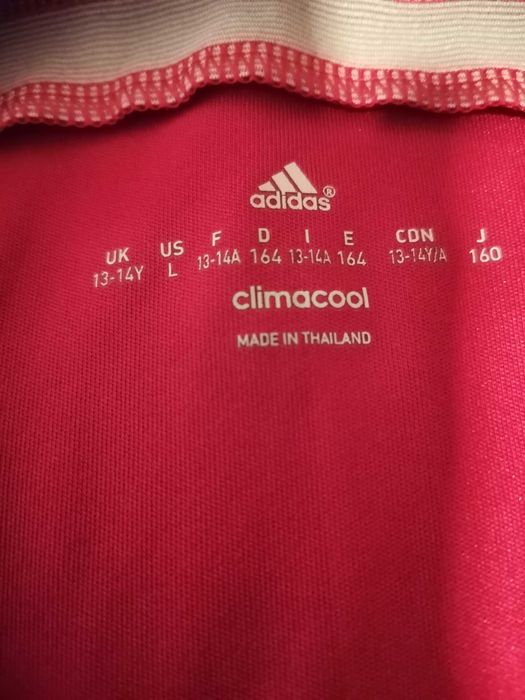 adidas®
UK US F D I E CDN J
13-14Y L 13-14A 164 13-14A 164 13-14Y/A 160
climacool
MADE IN THAILAND